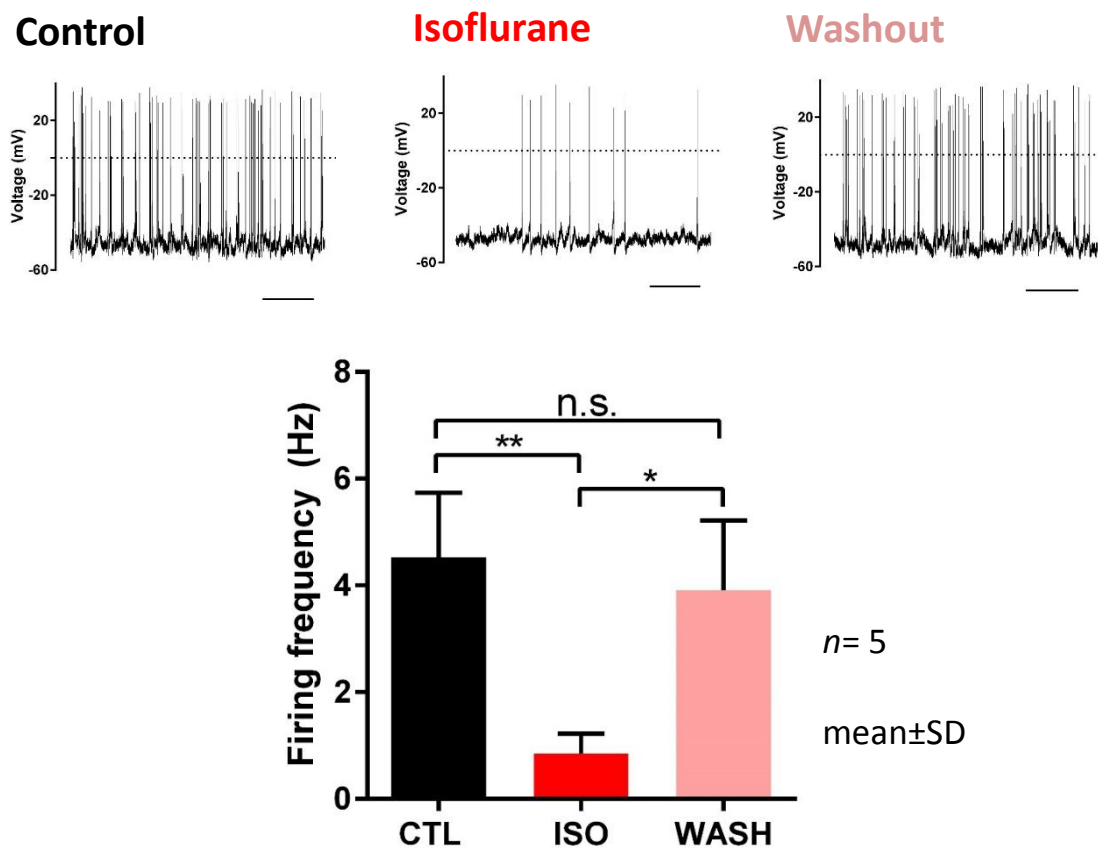 Control
Isoflurane
Washout
Voltage (mV)
20
-20
-60
Voltage (mV)
20
-20
-60
Voltage (mV)
20
-20
-60
Firing frequency (Hz)
8
6
4
2
0
n.s.
**
*
CTL
ISO
WASH
n= 5
mean±SD